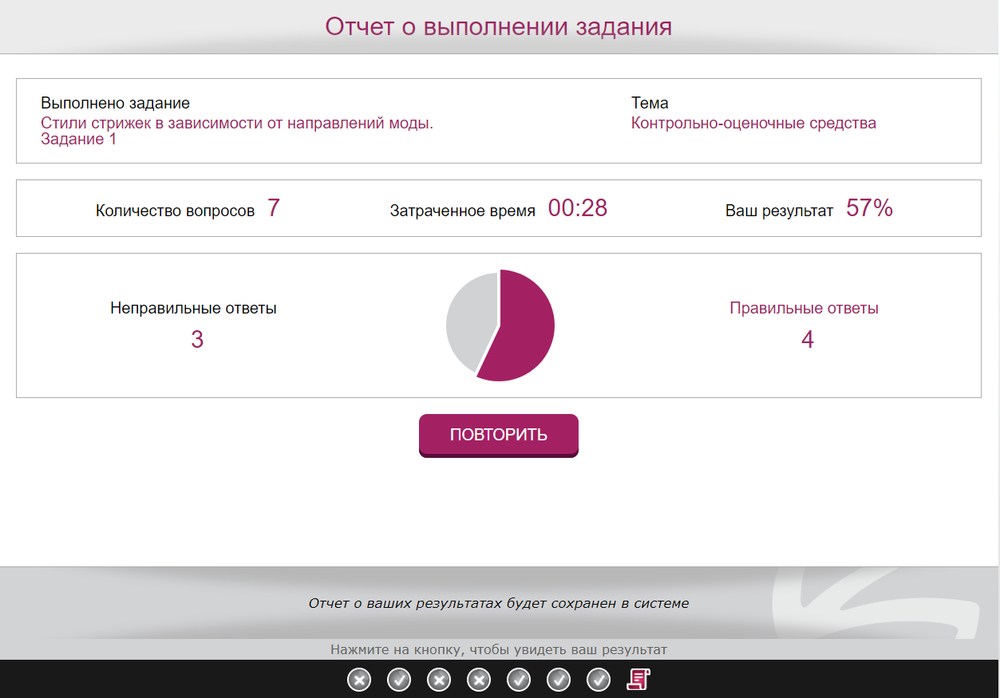 Отчет о выполнении задания
Выполнено задание
Стили стрижек в зависимости от направлений моды.
Задание 1
Тема
Контрольно-оценочные средства
Количество вопросов 7
Затраченное время 00:28
Ваш результат 57%
Неправильные ответы
3
Правильные ответы
4
ПОВТОРИТЬ
Отчет о ваших результатах будет сохранен в системе
Нажмите на кнопку, чтобы увидеть ваш результат